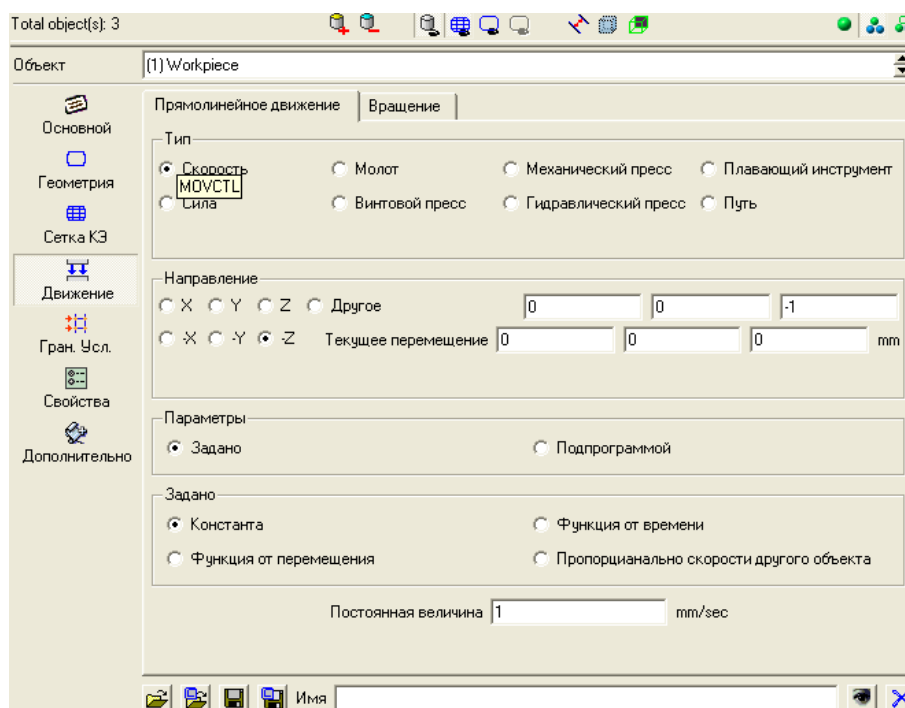 Total object(s): 3
Объект (1) Workpiece
Основной
Геометрия
Сетка КЭ
Движение
Гран. Усл.
Свойства
Дополнительно
Прямолинейное движение Вращение
Тип
Скорость Молот Механический пресс Плавающий инструмент
MOVCTL
Сила Винтовой пресс Гидравлический пресс Путь
Направление
X Y Z Другое 0 0 -1
-X -Y -Z Текущее перемещение 0 0 0 mm
Параметры
Задано Подпрограммой
Задано
Константа Функция от времени
Функция от перемещения Пропорцианально скорости другого объекта
Постоянная величина 1 mm/sec
Имя